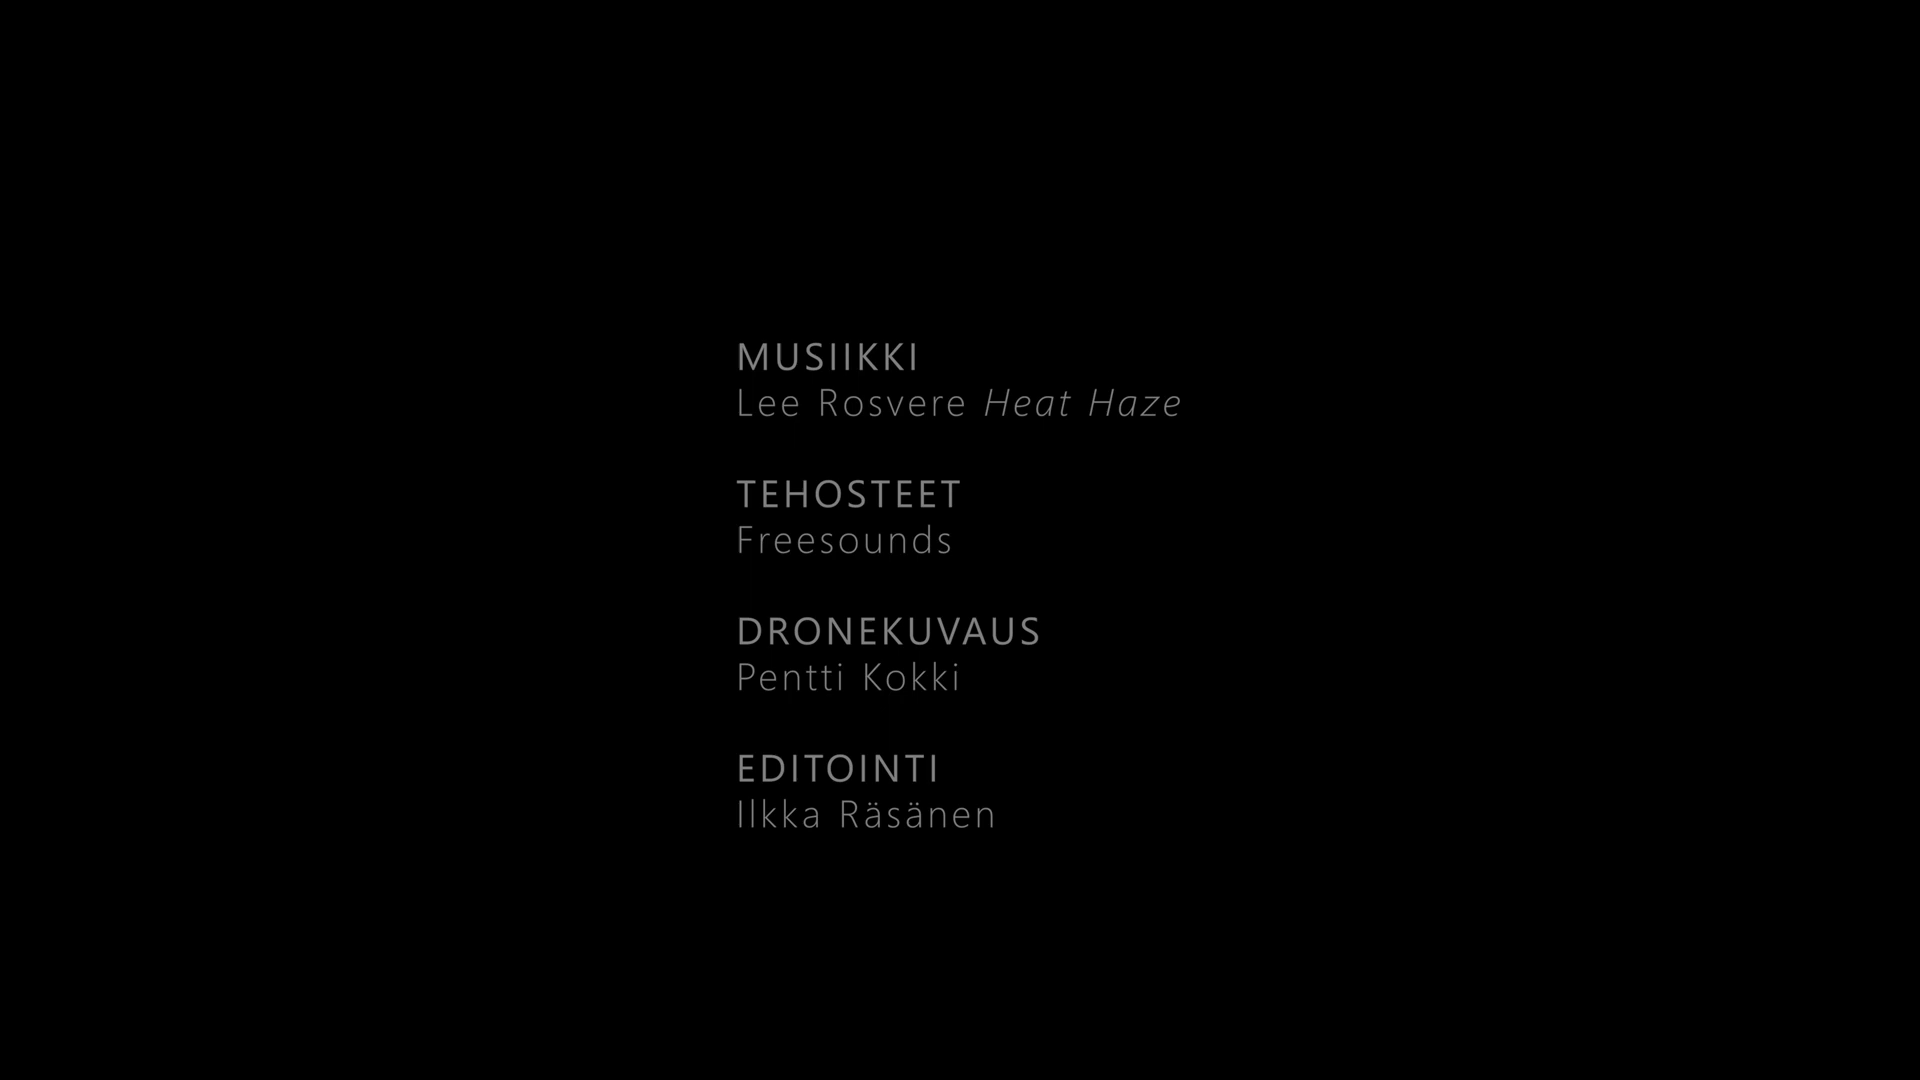 MUSIIKKI
Lee Rosvere Heat Haze
TEHOSTEET
Freesounds
DRONEKUVAUS
Pentti Kokki
EDITOINTI
Ilkka Räsänen